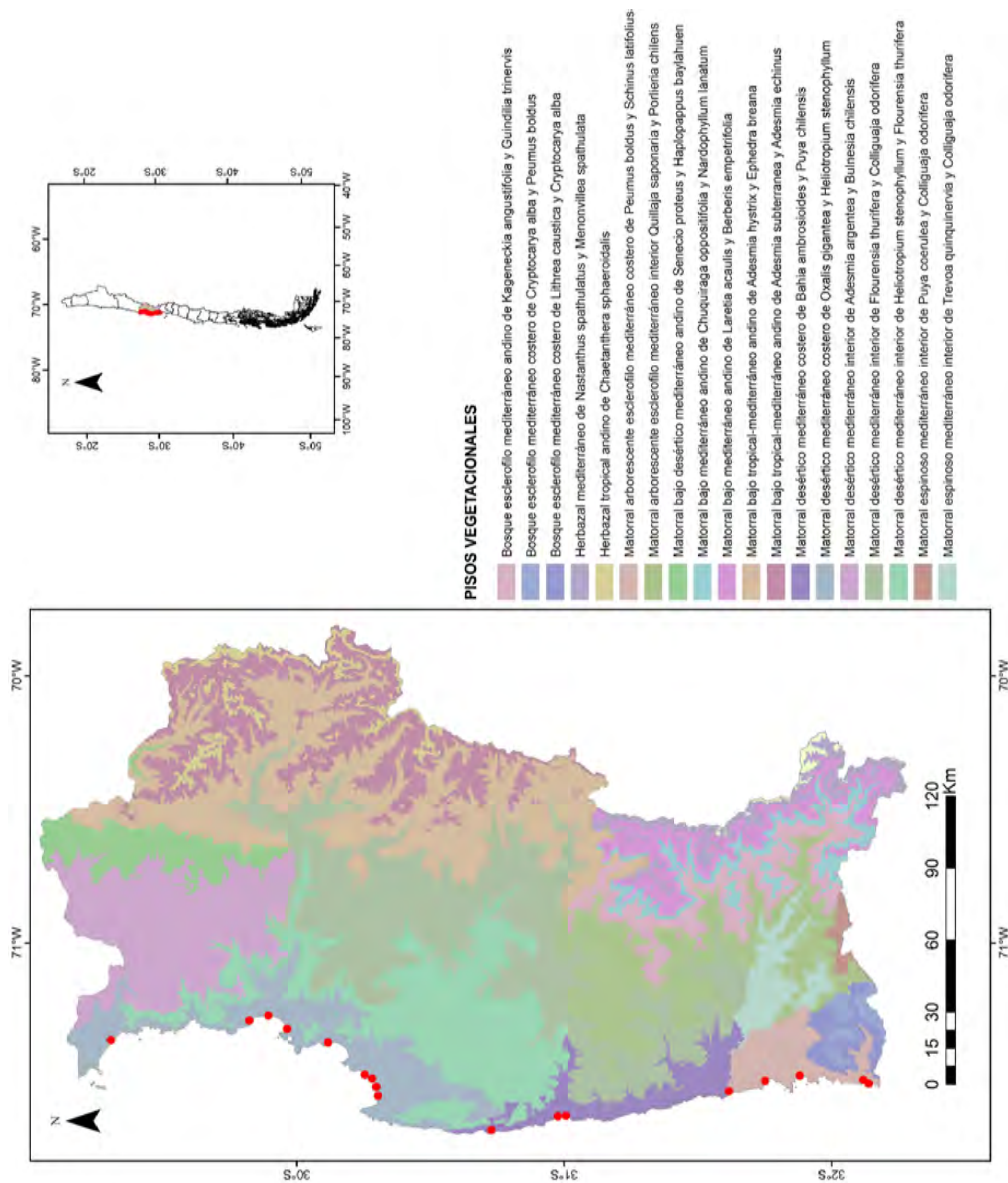 N
100°W
90°W
80°W
70°W
60°W
50°W
40°W
20°S
30°S
40°S
50°S
20°S
30°S
40°S
50°S
PISOS VEGETACIONALES
Bosque esclerofilo mediterráneo andino de Kageneckia angustifolia y Guindilia trinervis
Bosque esclerofilo mediterráneo costero de Cryptocarya alba y Peumus boldus
Bosque esclerofilo mediterráneo costero de Lithrea caustica y Cryptocarya alba
Herbazal mediterráneo de Nastanthus spathulatus y Menonvillea spathulata
Herbazal tropical andino de Chaetanthera sphaeroidalis
Matorral arborescente esclerofilo mediterráneo costero de Peumus boldus y Schinus latifolius
Matorral arborescente esclerofilo mediterráneo interior Quillaja saponaria y Porlieria chilens
Matorral bajo desértico mediterráneo andino de Senecio proteus y Haplopappus baylahuen
Matorral bajo mediterráneo andino de Chuquiraga oppositifolia y Nardophyllum lanatum
Matorral bajo mediterráneo andino de Laretia acaulis y Berberis empetrifolia
Matorral bajo tropical-mediterráneo andino de Adesmia hystrix y Ephedra breana
Matorral bajo tropical-mediterráneo andino de Adesmia subterranea y Adesmia echinus
Matorral desértico mediterráneo costero de Bahia ambrosioides y Puya chilensis
Matorral desértico mediterráneo costero de Oxalis gigantea y Heliotropium stenophyllum
Matorral desértico mediterráneo interior de Adesmia argentea y Bulnesia chilensis
Matorral desértico mediterráneo interior de Flourensia thurifera y Colliguaja odorifera
Matorral desértico mediterráneo interior de Heliotropium stenophyllum y Flourensia thurifera
Matorral espinoso mediterráneo interior de Puya coerulea y Colliguaja odorifera
Matorral espinoso mediterráneo interior de Trevoa quinquinervia y Colliguaja odorifera
N
71°W
70°W
30°S
31°S
32°S
71°W
70°W
0 15 30 60 90 120
Km